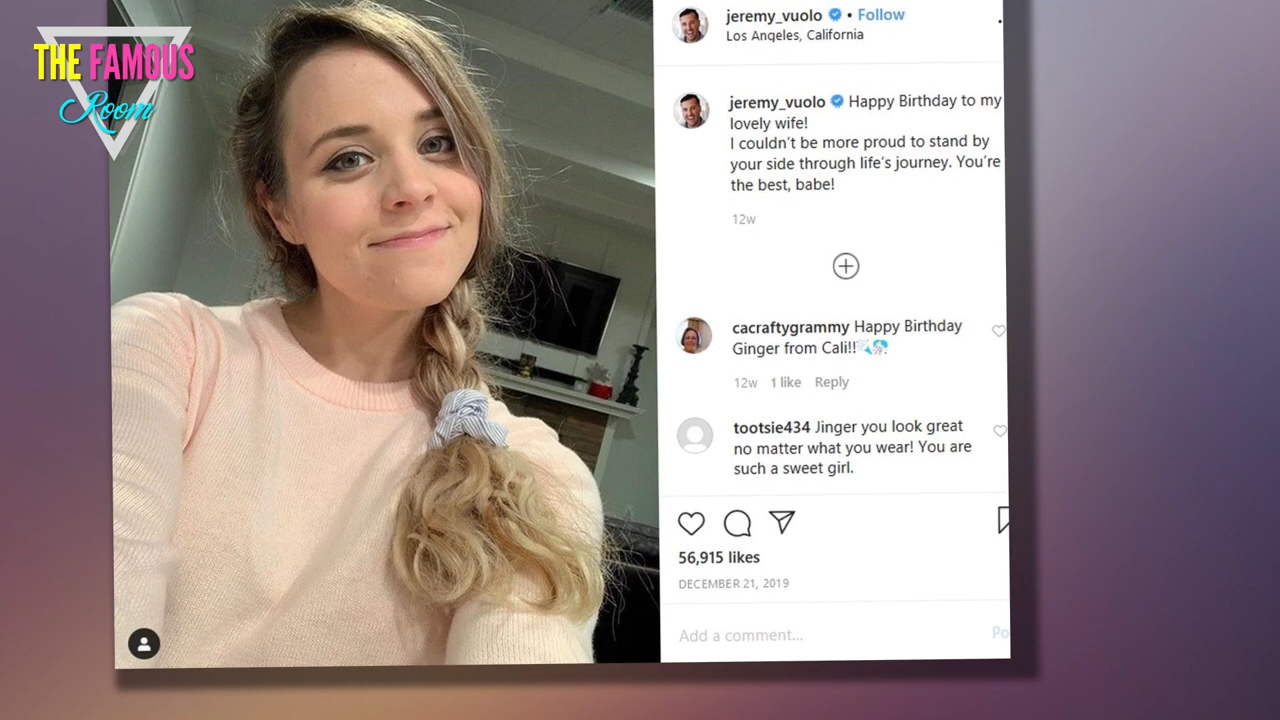 THE FAMOUS
Room
jeremy_vuolo • Follow
Los Angeles, California
jeremy_vuolo Happy Birthday to my
lovely wife!
I couldn't be more proud to stand by
your side through life's journey. You're
the best, babe!
12w
cacraftygrammy Happy Birthday
Ginger from Cali!!
12w 1 like Reply
tootsie434 Jinger you look great
no matter what you wear! You are
such a sweet girl.
56,915 likes
DECEMBER 21, 2019
Add a comment... Po